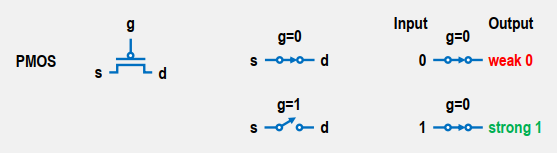 Input Output
g g=0 g=0
PMOS s d s d 0 weak 0
g=1 g=0
s d 1 strong 1